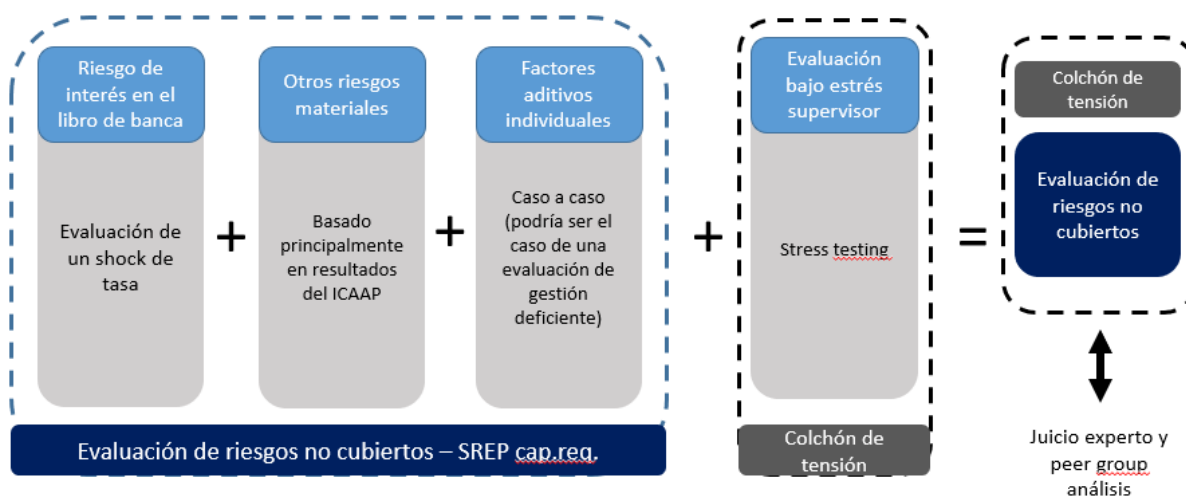 Riesgo de
interés en el
libro de banca
Evaluación de
un shock de
tasa
+
Otros riesgos
materiales
Basado
principalmente
en resultados
del ICAAP
+
Factores
aditivos
individuales
Caso a caso
(podría ser el
caso de una
evaluación de
gestión
deficiente)
Evaluación de riesgos no cubiertos – SREP cap.req.
+
Evaluación
bajo estrés
supervisor
Stress testing
Colchón de
tensión
=
Colchón de
tensión
Evaluación de
riesgos no
cubiertos
Juicio experto y
peer group
análisis